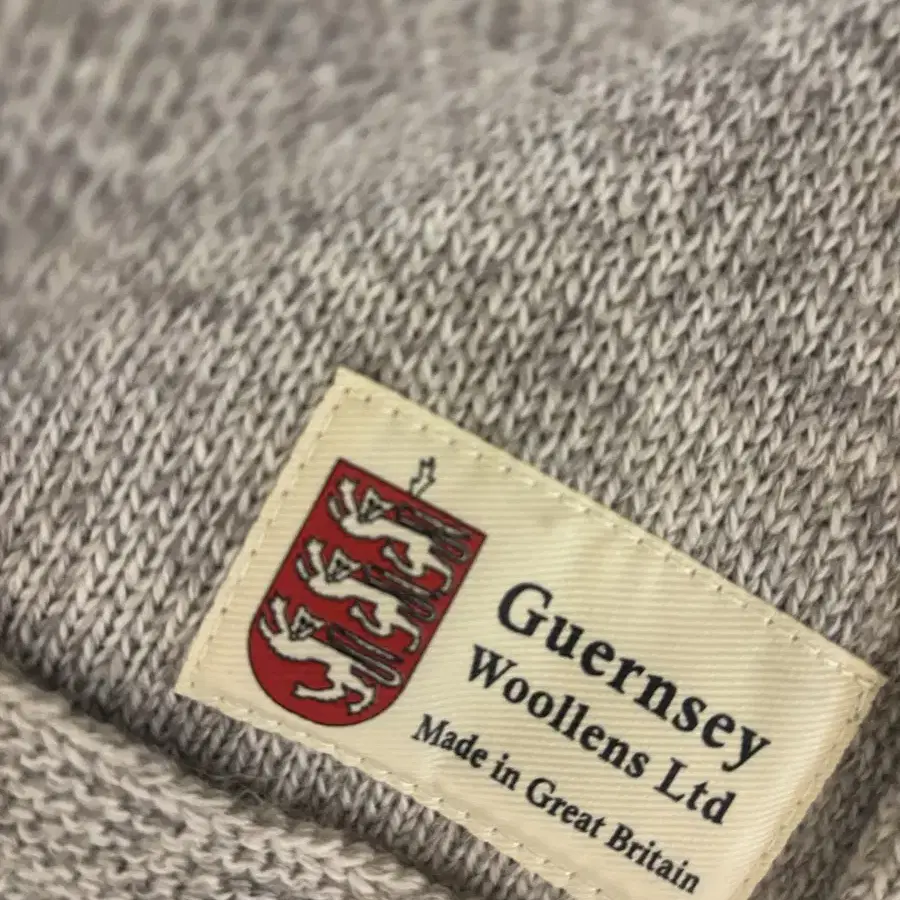 Guernsey
Woollens Ltd
Made in Great Britain